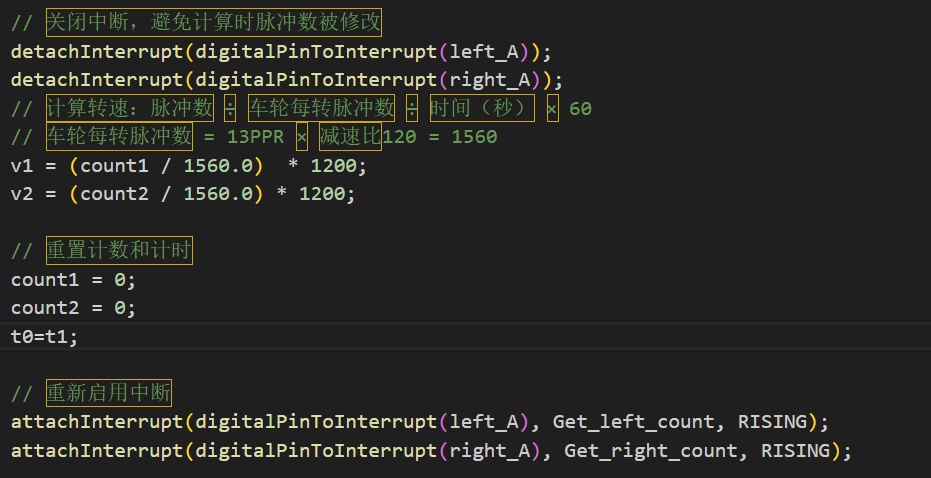 // 关闭中断，避免计算时脉冲数被修改
detachInterrupt(digitalPinToInterrupt(left_A));
detachInterrupt(digitalPinToInterrupt(right_A));
// 计算转速：脉冲数 ÷ 车轮每转脉冲数 ÷ 时间（秒） × 60
// 车轮每转脉冲数 = 13PPR × 减速比120 = 1560
v1 = (count1 / 1560.0)  * 1200;
v2 = (count2 / 1560.0) * 1200;
// 重置计数和计时
count1 = 0;
count2 = 0;
t0=t1;
// 重新启用中断
attachInterrupt(digitalPinToInterrupt(left_A), Get_left_count, RISING);
attachInterrupt(digitalPinToInterrupt(right_A), Get_right_count, RISING);